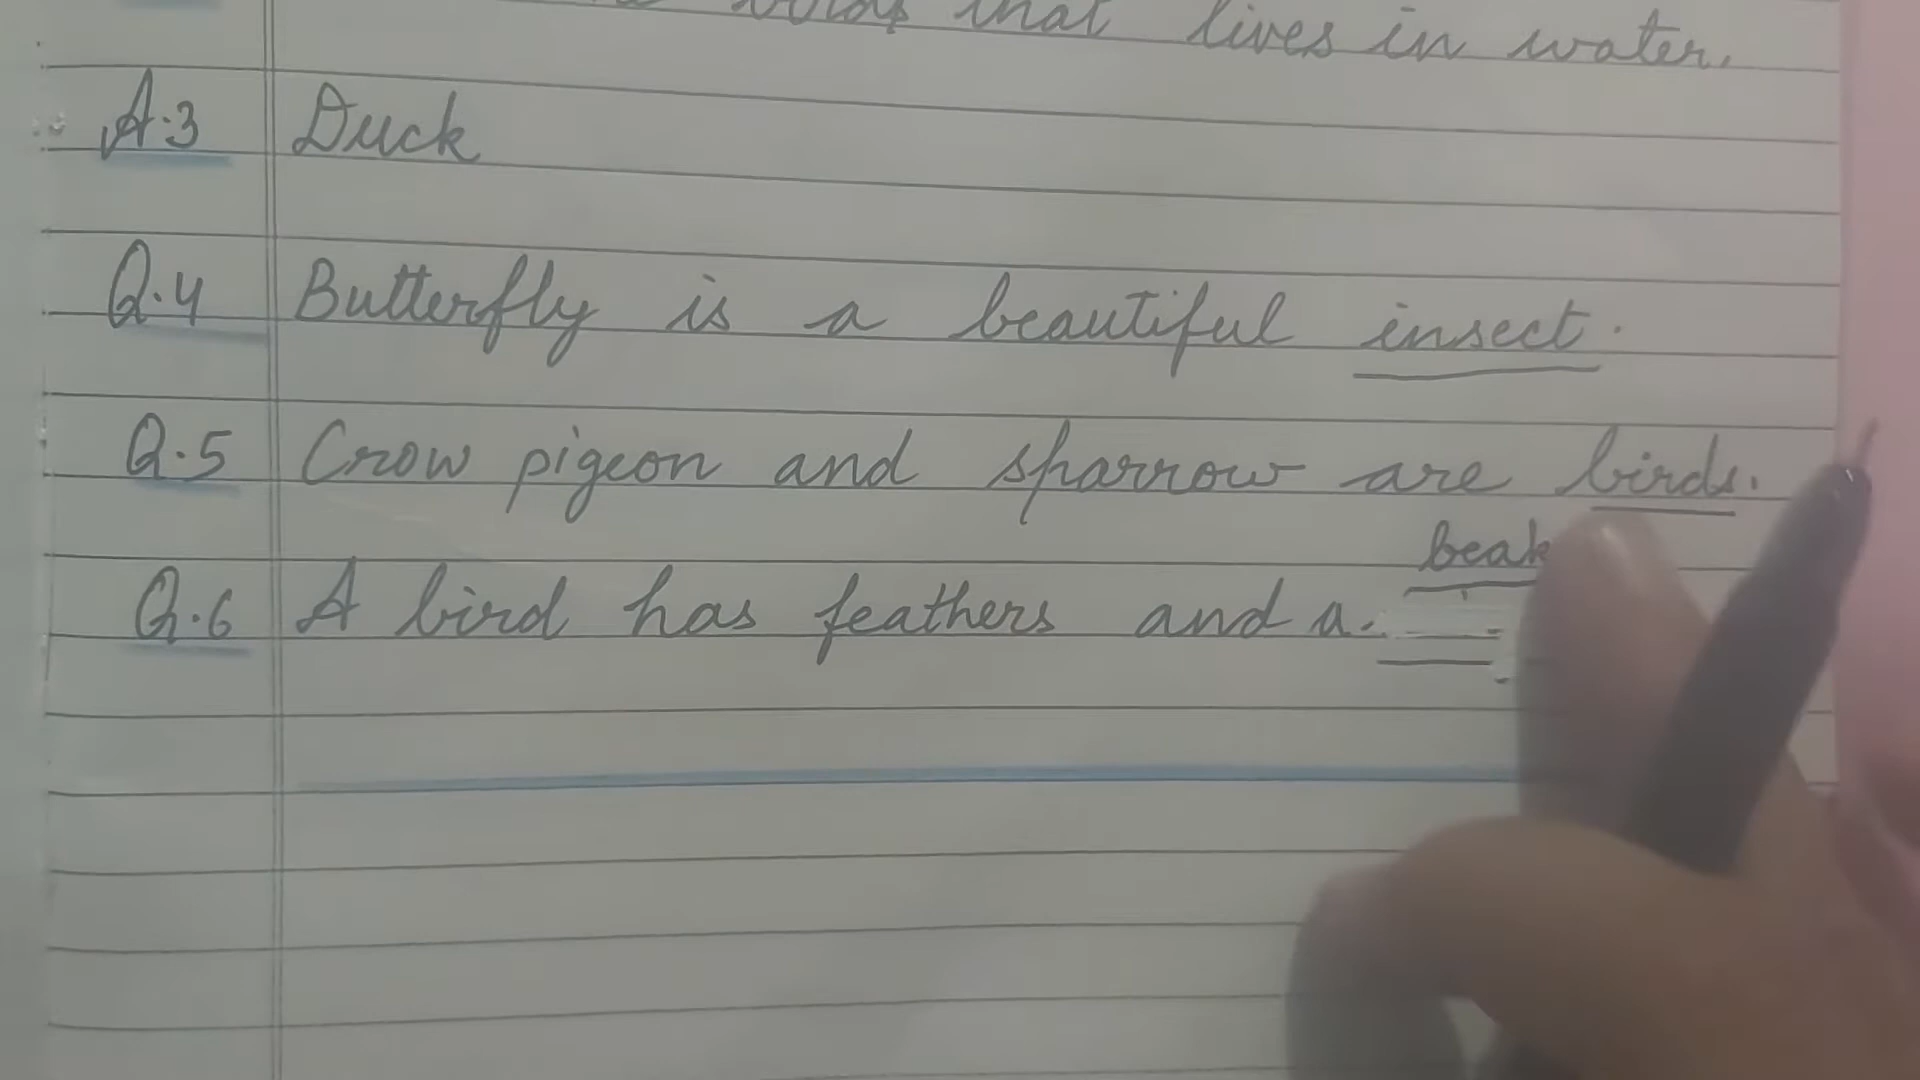 that lives in water.
A.3 Duck
Q.4 Butterfly is a beautiful insect.
Q.5 Crow pigeon and sparrow are birds.
beak
Q.6 A bird has feathers and a.